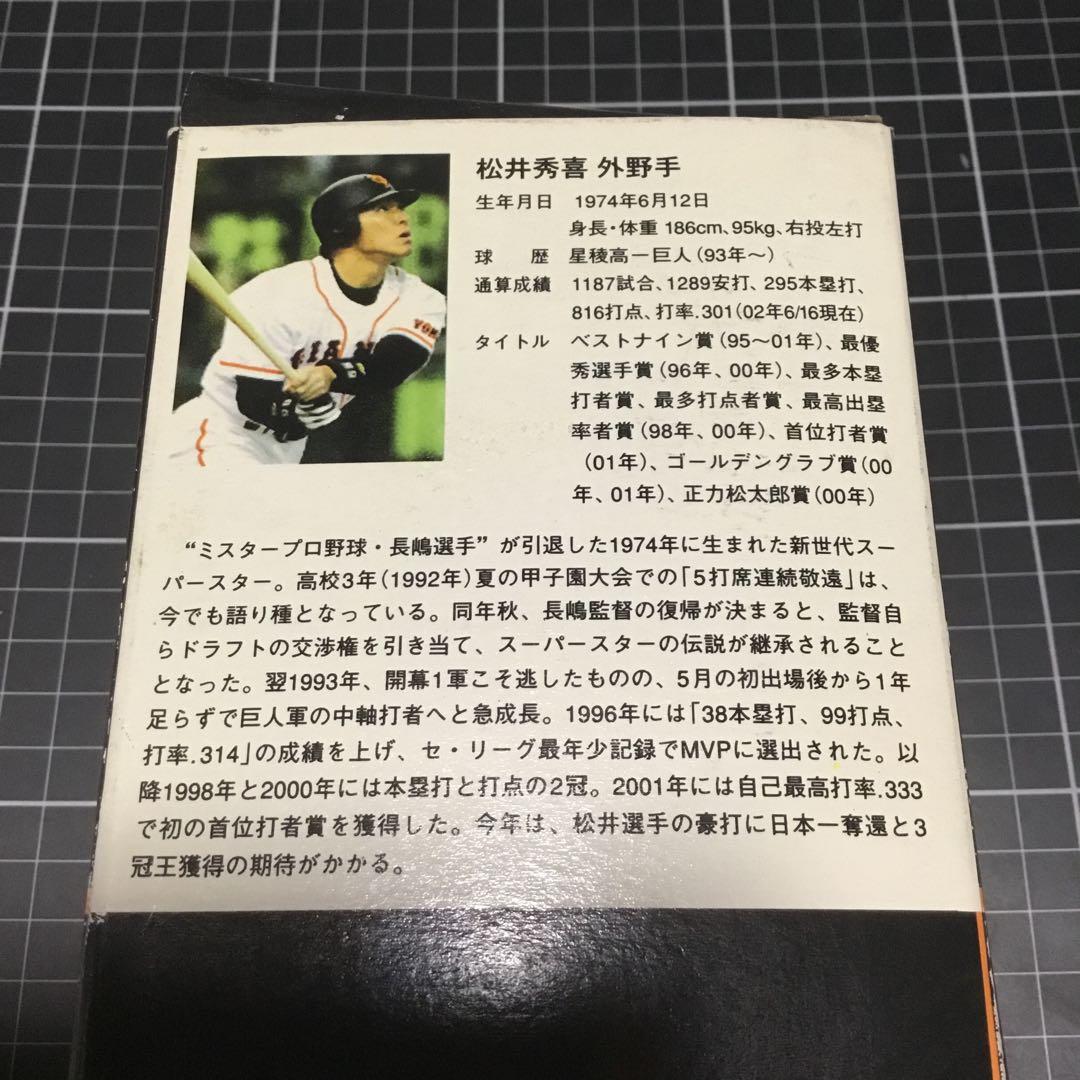 松井秀喜 外野手
生年月日 1974年6月12日
身長・体重 186cm、95kg、右投左打
球 歴 星稜高ー巨人(93年～)
通算成績 1187試合、1289安打、295本塁打、
816打点、打率.301(02年6/16現在)
タイトル ベストナイン賞(95～01年)、最優
秀選手賞(96年、00年)、最多本塁
打者賞、最多打点者賞、最高出塁
率者賞(98年、00年)、首位打者賞
(01年)、ゴールデングラブ賞(00
年、01年)、正力松太郎賞(00年)
“ミスタープロ野球・長嶋選手”が引退した1974年に生まれた新世代スー
パースター。高校3年(1992年)夏の甲子園大会での「5打席連続敬遠」は、
今でも語り種となっている。同年秋、長嶋監督の復帰が決まると、監督自
らドラフトの交渉権を引き当て、スーパースターの伝説が継承されること
となった。翌1993年、開幕1軍こそ逃したものの、5月の初出場後から1年
足らずで巨人軍の中軸打者へと急成長。1996年には「38本塁打、99打点、
打率.314」の成績を上げ、セ・リーグ最年少記録でMVPに選出された。以
降1998年と2000年には本塁打と打点の2冠。2001年には自己最高打率.333
で初の首位打者賞を獲得した。今年は、松井選手の豪打に日本一奪還と3
冠王獲得の期待がかかる。